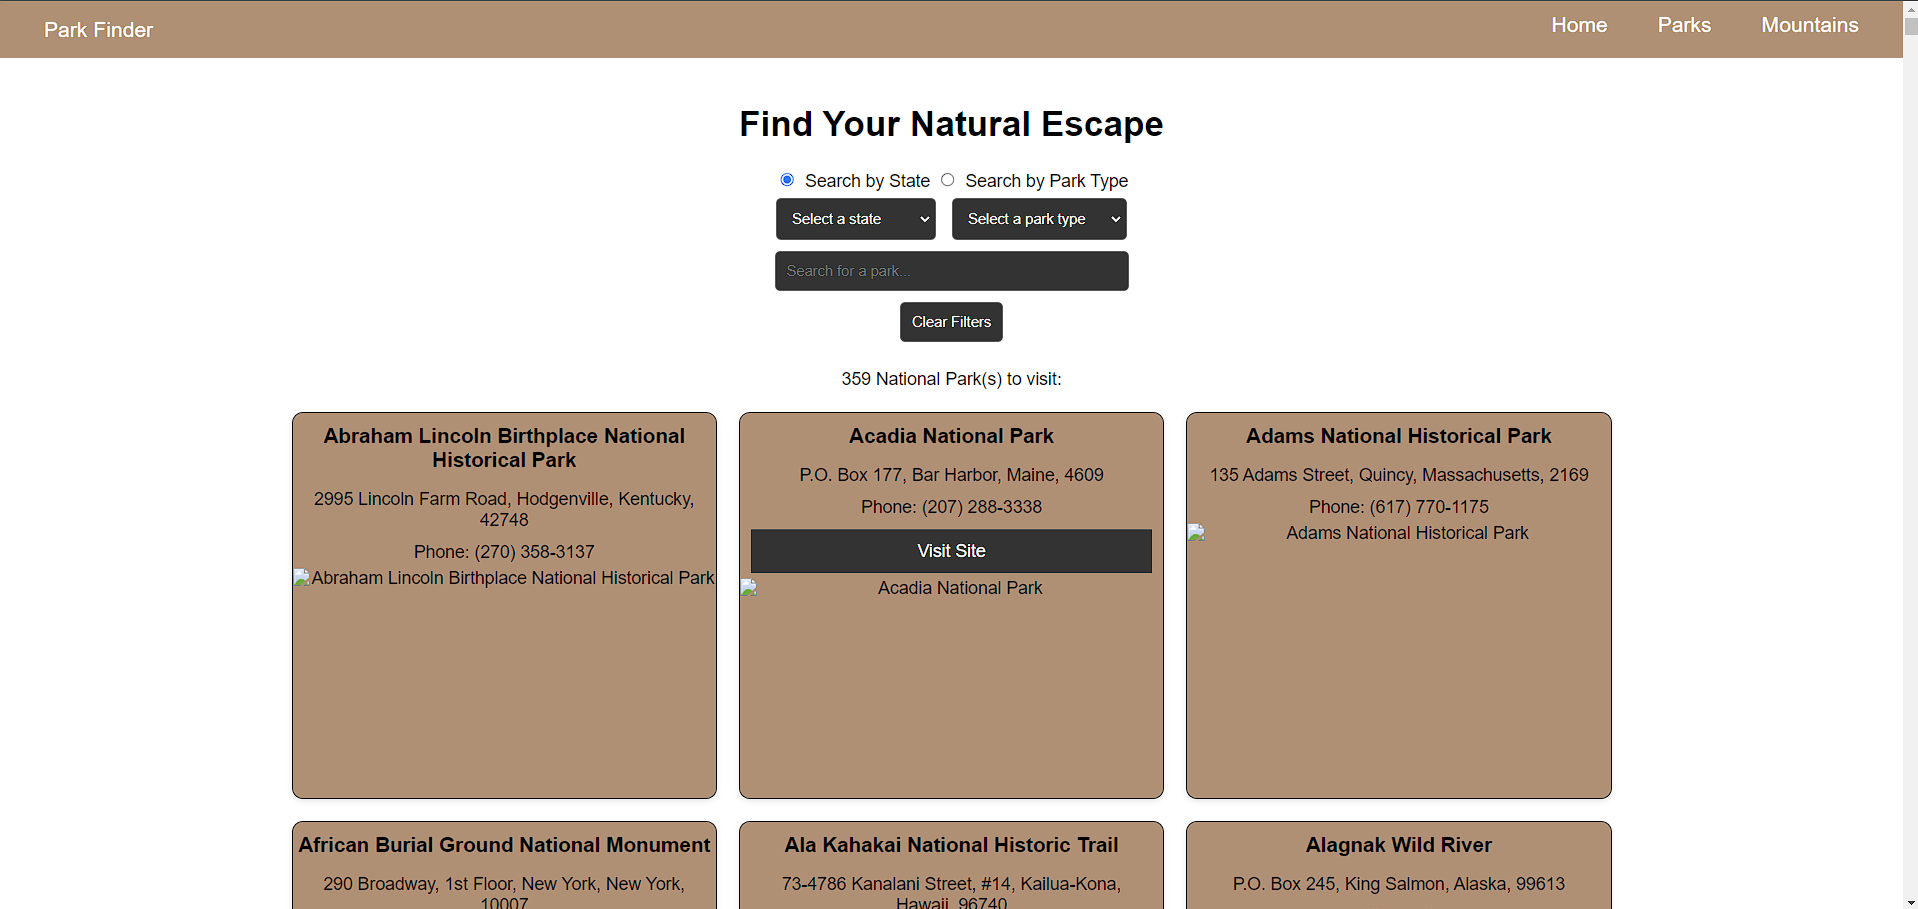 Park Finder
Home
Parks
Mountains
Find Your Natural Escape
Search by State
Search by Park Type
Select a state
Select a park type
Search for a park...
Clear Filters
359 National Park(s) to visit:
Abraham Lincoln Birthplace National
Historical Park
2995 Lincoln Farm Road, Hodgenville, Kentucky,
42748
Phone: (270) 358-3137
Abraham Lincoln Birthplace National Historical Park
Acadia National Park
P.O. Box 177, Bar Harbor, Maine, 4609
Phone: (207) 288-3338
Visit Site
Acadia National Park
Adams National Historical Park
135 Adams Street, Quincy, Massachusetts, 2169
Phone: (617) 770-1175
Adams National Historical Park
African Burial Ground National Monument
290 Broadway, 1st Floor, New York, New York,
10007
Ala Kahakai National Historic Trail
73-4786 Kanalani Street, #14, Kailua-Kona,
Hawaii, 96740
Alagnak Wild River
P.O. Box 245, King Salmon, Alaska, 99613